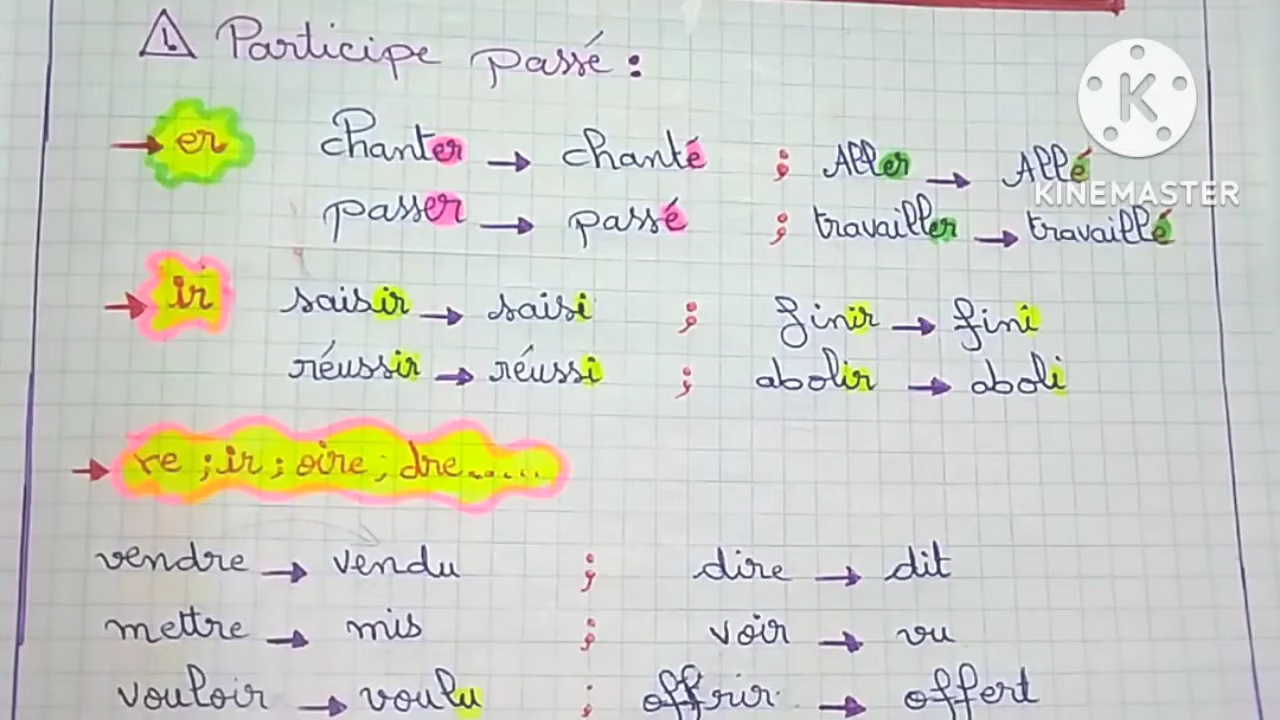 ⚠ Participe passé :
K
KINEMASTER
→ er chanter → chanté ; Aller → Allé
passer → passé ; travailler → travaillé
→ ir saisir → saisi ; finir → fini
réussir → réussi ; abolir → aboli
→ re ; ir ; oire ; dre......
vendre → vendu ; dire → dit
mettre → mis ; voir → vu
vouloir → voulu ; offrir → offert